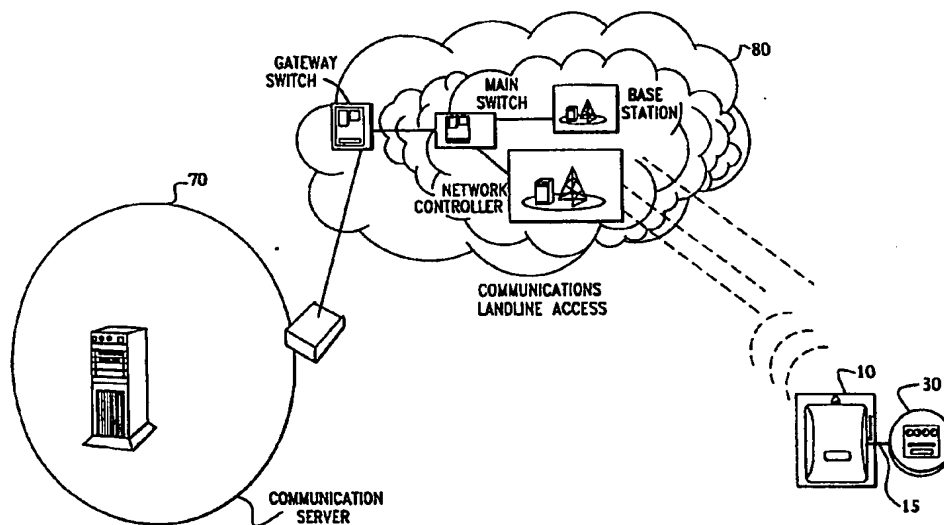 80
GATEWAY
SWITCH
MAIN
SWITCH
BASE
STATION
70
NETWORK
CONTROLLER
COMMUNICATIONS
LANDLINE ACCESS
10
30
15
COMMUNICATION
SERVER